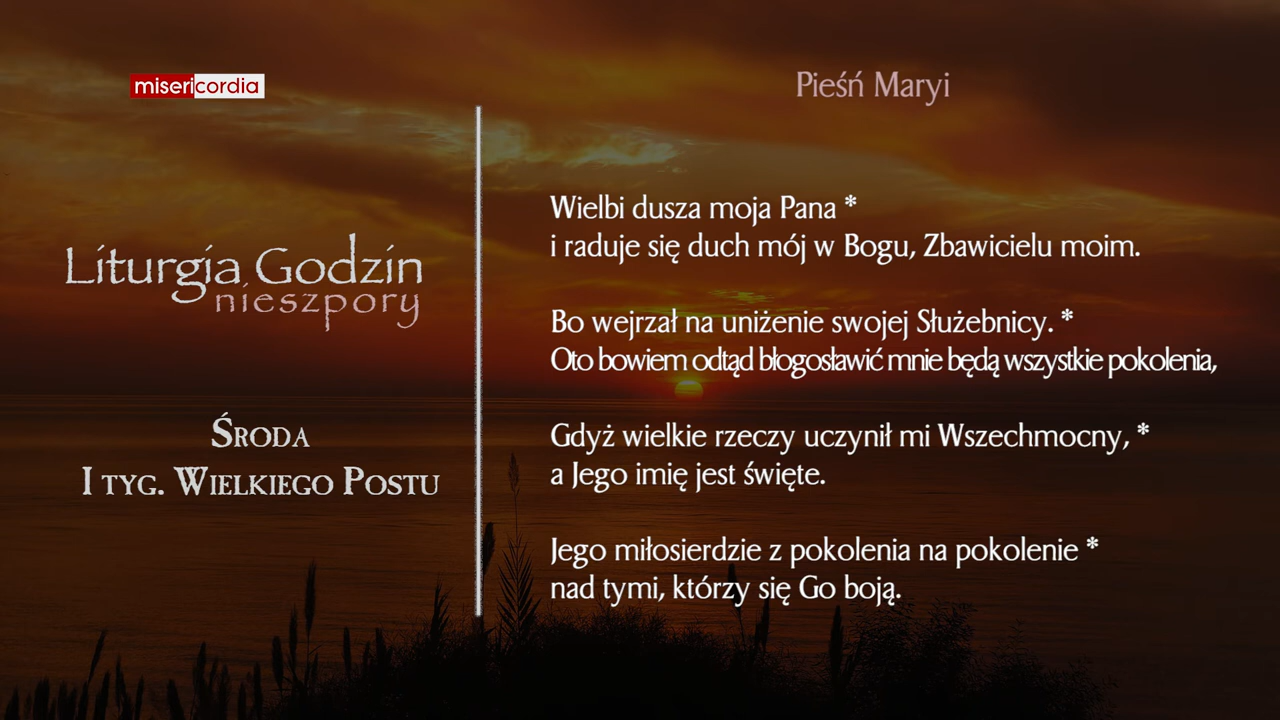 misericordia
Liturgia Godzin
nieszpory
Środa
I tyg. Wielkiego Postu
Pieśń Maryi
Wielbi dusza moja Pana *
i raduje się duch mój w Bogu, Zbawicielu moim.
Bo wejrzał na uniżenie swojej Służebnicy. *
Oto bowiem odtąd błogosławić mnie będą wszystkie pokolenia,
Gdyż wielkie rzeczy uczynił mi Wszechmocny, *
a Jego imię jest święte.
Jego miłosierdzie z pokolenia na pokolenie *
nad tymi, którzy się Go boją.